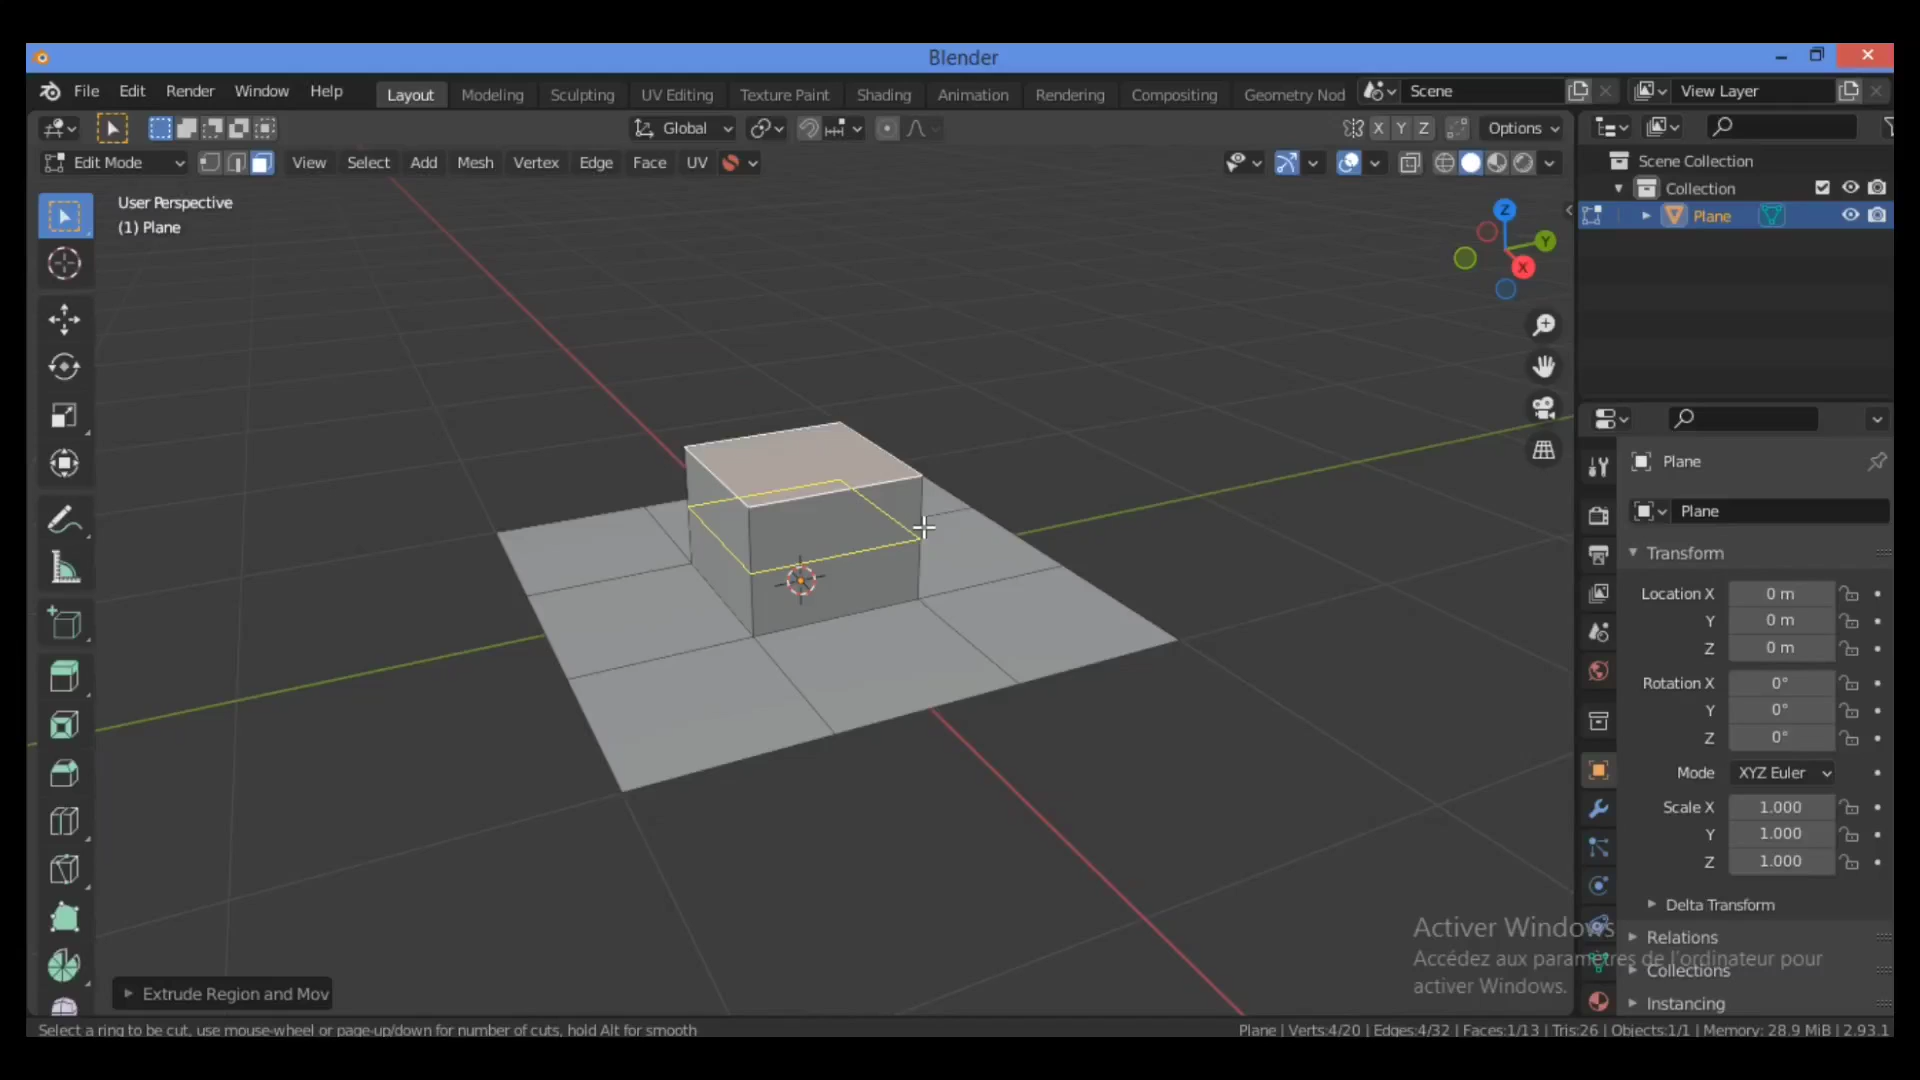 Blender
File Edit Render Window Help Layout Modeling Sculpting UV Editing Texture Paint Shading Animation Rendering Compositing Geometry Nod Scene View Layer
Global X Y Z Options
Edit Mode View Select Add Mesh Vertex Edge Face UV
User Perspective
(1) Plane
Z
Y
X
Scene Collection
Collection
Plane
Plane
Plane
Transform
Location X 0 m
Y 0 m
Z 0 m
Rotation X 0°
Y 0°
Z 0°
Mode XYZ Euler
Scale X 1.000
Y 1.000
Z 1.000
Delta Transform
Relations
Collections
Instancing
Activer Windows
Accédez aux paramètres de l'ordinateur pour
activer Windows.
Extrude Region and Mov
Select a ring to be cut, use mouse-wheel or page-up/down for number of cuts, hold Alt for smooth
Plane | Verts:4/20 | Edges:4/32 | Faces:1/13 | Tris:26 | Objects:1/1 | Memory: 28.9 MiB | 2.93.1